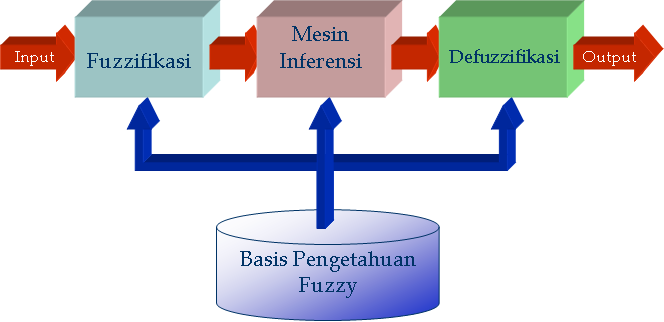 Input
Fuzzifikasi
Mesin
Inferensi
Defuzzifikasi
Output
Basis Pengetahuan
Fuzzy